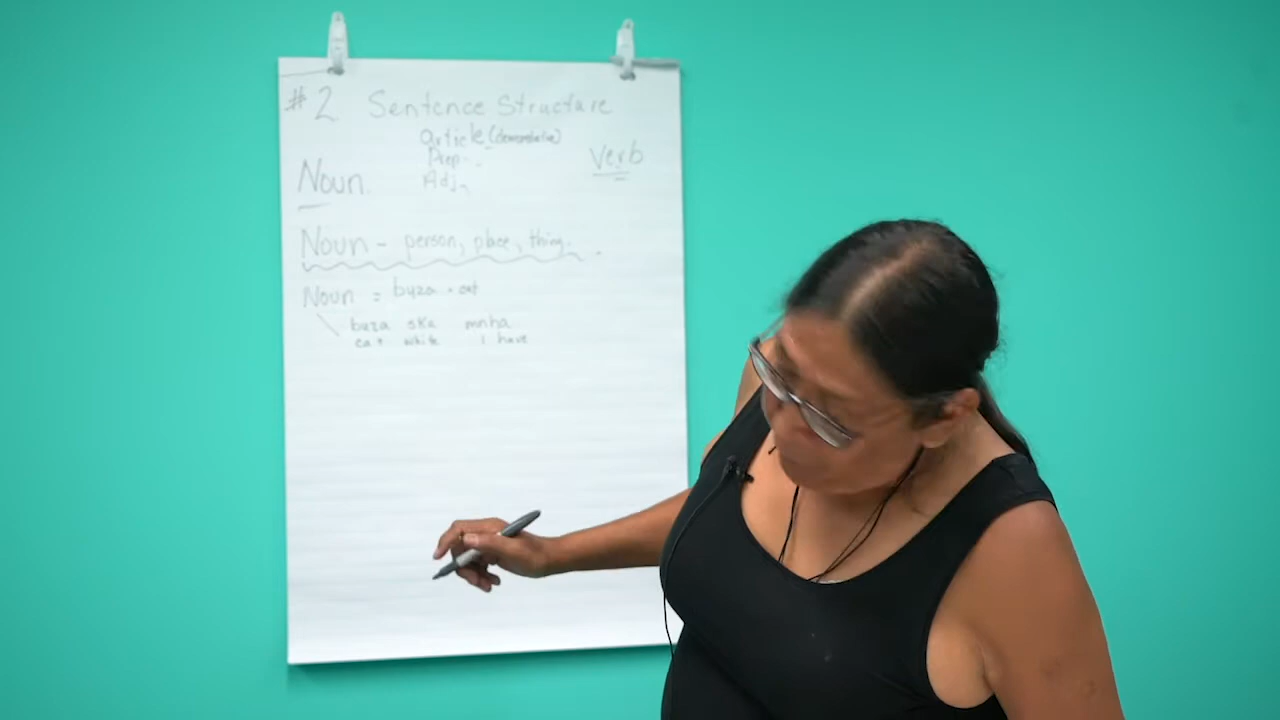 #2 Sentence Structure
Article (demonstrative)
Prep.
Verb
Noun
Adj.
Noun - person, place, thing.
Noun = buza • cat
buza ska mnha
cat white I have